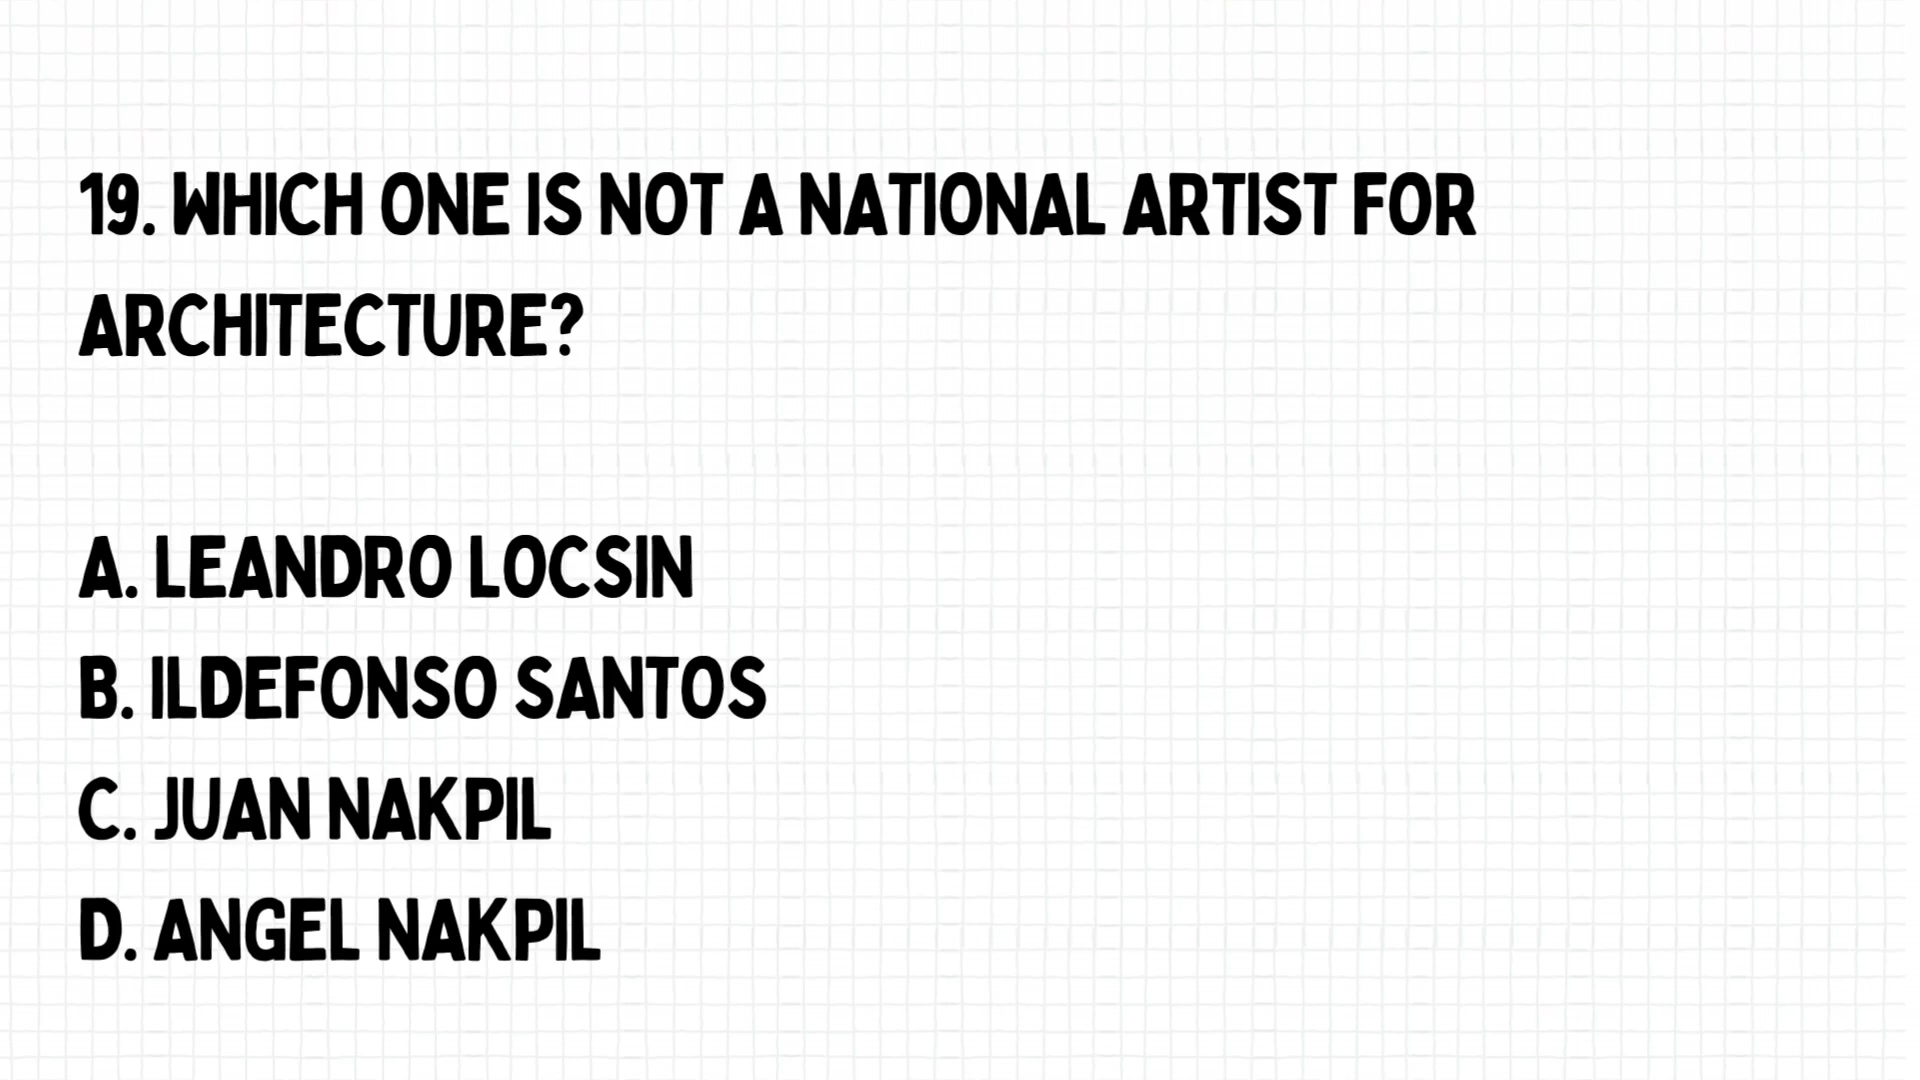 19. WHICH ONE IS NOT A NATIONAL ARTIST FOR
ARCHITECTURE?
A. LEANDRO LOCSIN
B. ILDEFONSO SANTOS
C. JUAN NAKPIL
D. ANGEL NAKPIL